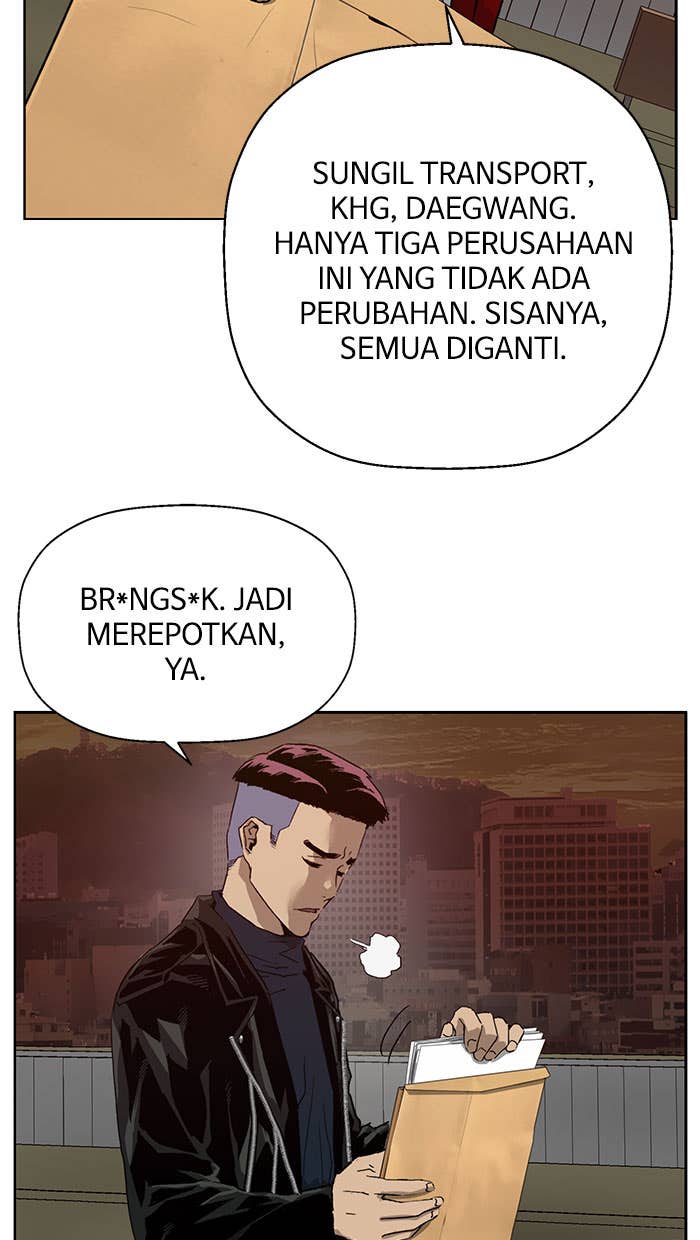 SUNGIL TRANSPORT,
KHG, DAEGWANG.
HANYA TIGA PERUSAHAAN
INI YANG TIDAK ADA
PERUBAHAN. SISANYA,
SEMUA DIGANTI.
BR*NGS*K. JADI
MEREPOTKAN,
YA.